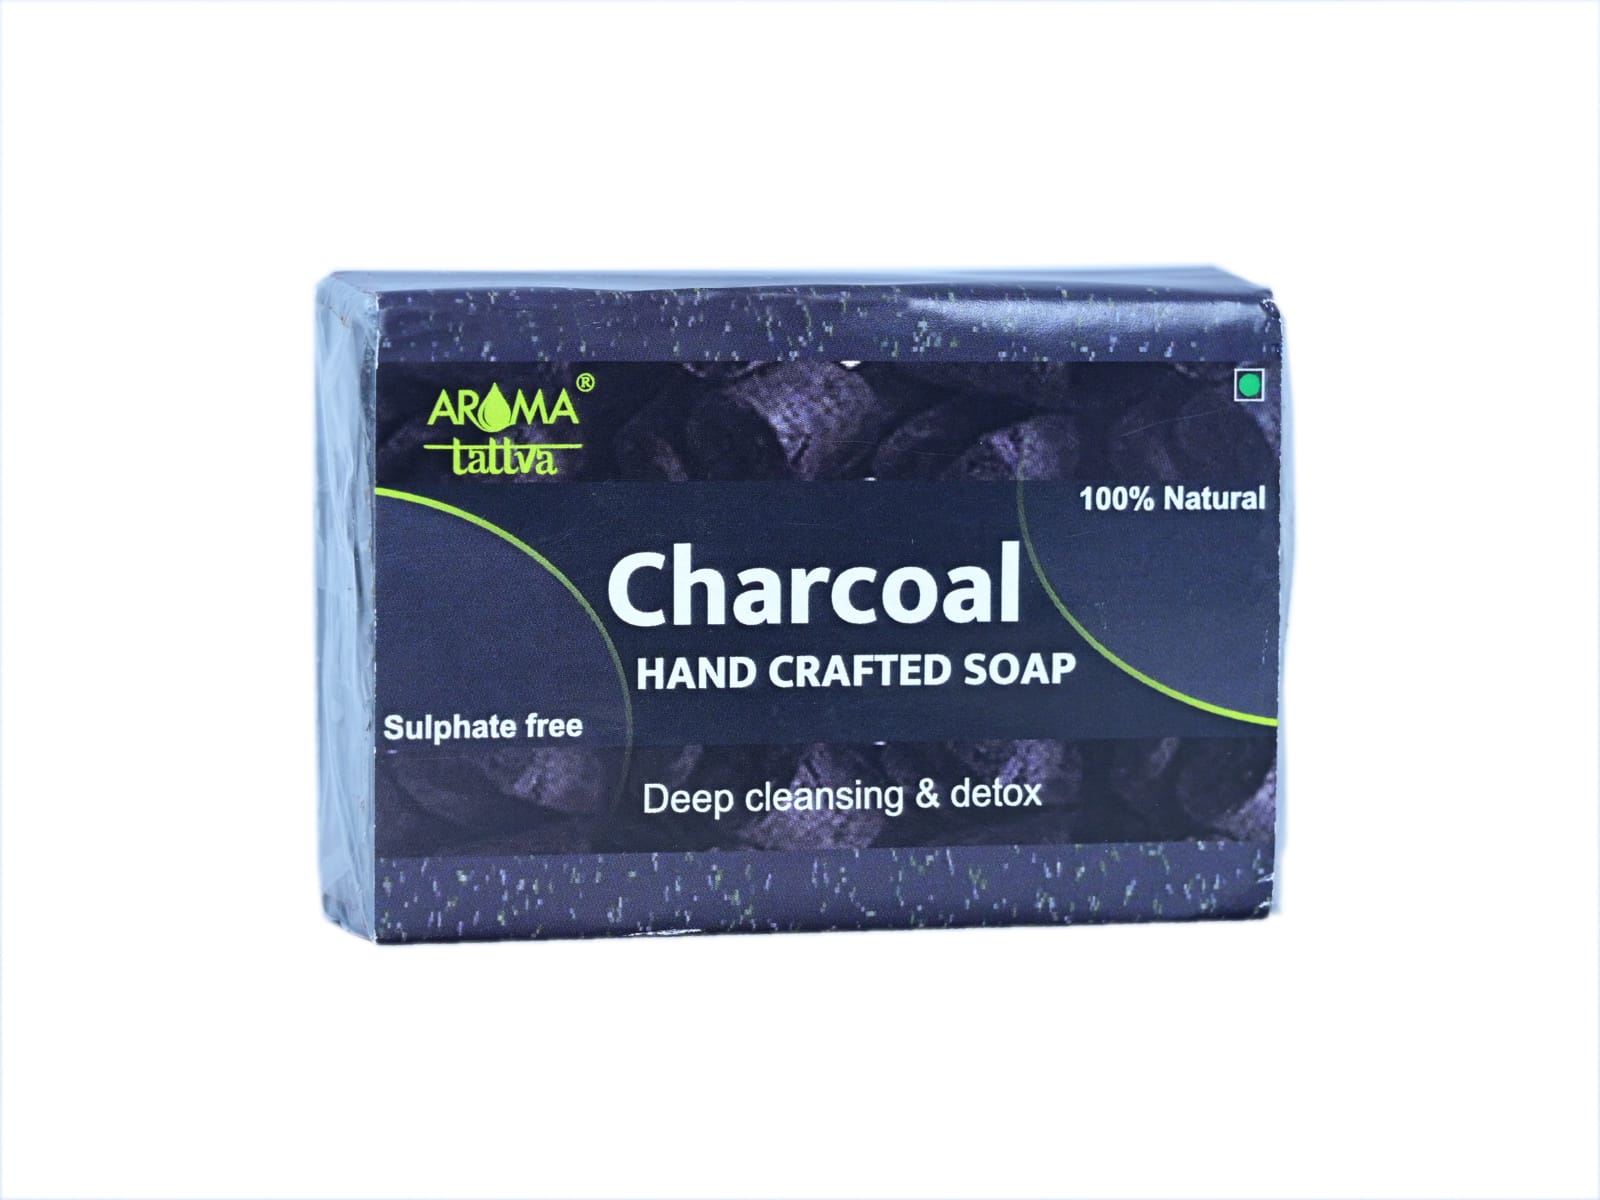 AROMA®
tattva
100% Natural
Charcoal
HAND CRAFTED SOAP
Sulphate free
Deep cleansing & detox